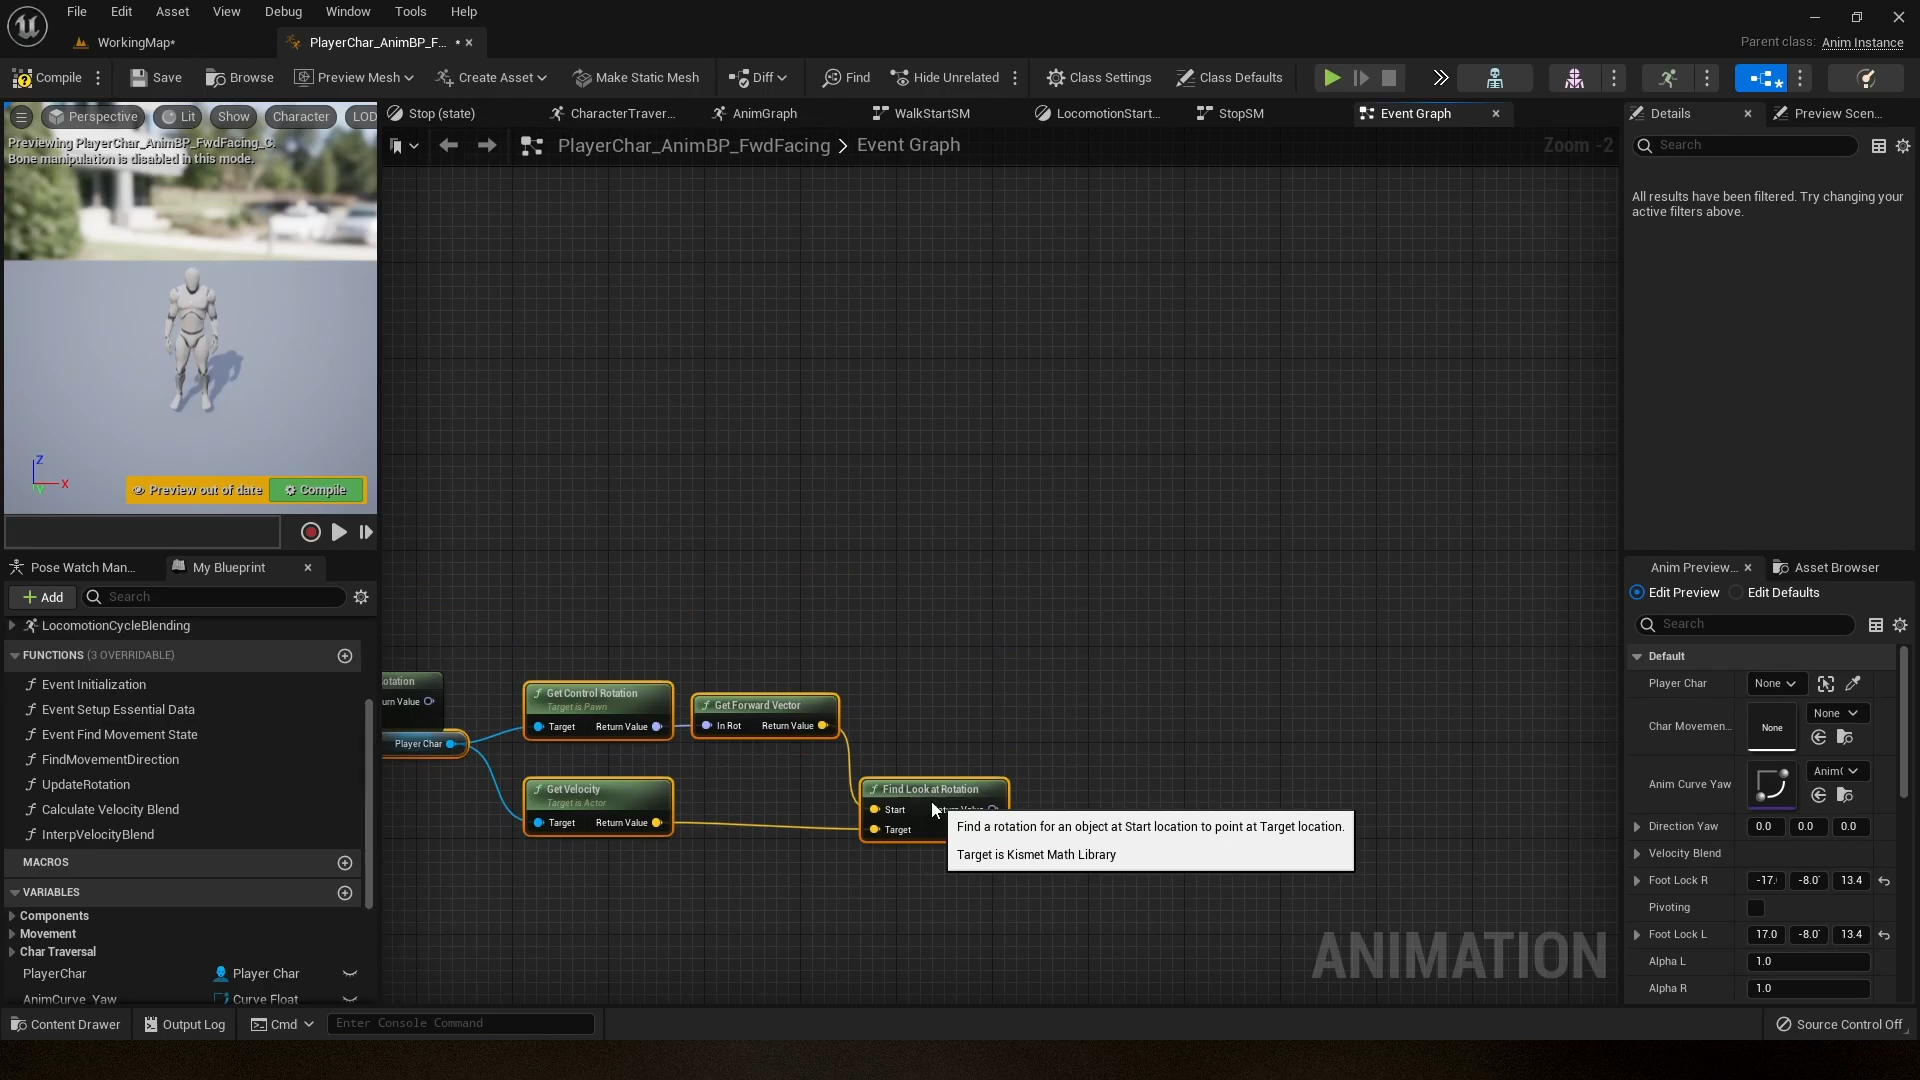 File Edit Asset View Debug Window Tools Help
WorkingMap*
PlayerChar_AnimBP_F... *
Parent class: Anim Instance
Compile
Save
Browse
Preview Mesh
Create Asset
Make Static Mesh
Diff
Find
Hide Unrelated
Class Settings
Class Defaults
Perspective
Lit
Show
Character
LOD
Previewing PlayerChar_AnimBP_FwdFacing_C.
Bone manipulation is disabled in this mode.
Z
X
Y
Preview out of date
Compile
Stop (state)
CharacterTraver...
AnimGraph
WalkStartSM
LocomotionStart...
StopSM
Event Graph
PlayerChar_AnimBP_FwdFacing > Event Graph
Zoom -2
otation
urn Value
Player Char
Get Control Rotation
Target is Pawn
Target Return Value
Get Forward Vector
In Rot Return Value
Get Velocity
Target is Actor
Target Return Value
Find Look at Rotation
Start
Target
Find a rotation for an object at Start location to point at Target location.
Target is Kismet Math Library
ANIMATION
Pose Watch Man...
My Blueprint
Add
Search
LocomotionCycleBlending
FUNCTIONS (3 OVERRIDABLE)
Event Initialization
Event Setup Essential Data
Event Find Movement State
FindMovementDirection
UpdateRotation
Calculate Velocity Blend
InterpVelocityBlend
MACROS
VARIABLES
Components
Movement
Char Traversal
PlayerChar Player Char
AnimCurve_Yaw Curve Float
Details
Preview Scen...
Search
All results have been filtered. Try changing your
active filters above.
Anim Preview...
Asset Browser
Edit Preview Edit Defaults
Search
Default
Player Char None
Char Movemen... None None
Anim Curve Yaw Anim(
Direction Yaw 0.0 0.0 0.0
Velocity Blend
Foot Lock R -17. -8.0 13.4
Pivoting
Foot Lock L 17.0 -8.0 13.4
Alpha L 1.0
Alpha R 1.0
Content Drawer
Output Log
Cmd
Enter Console Command
Source Control Off